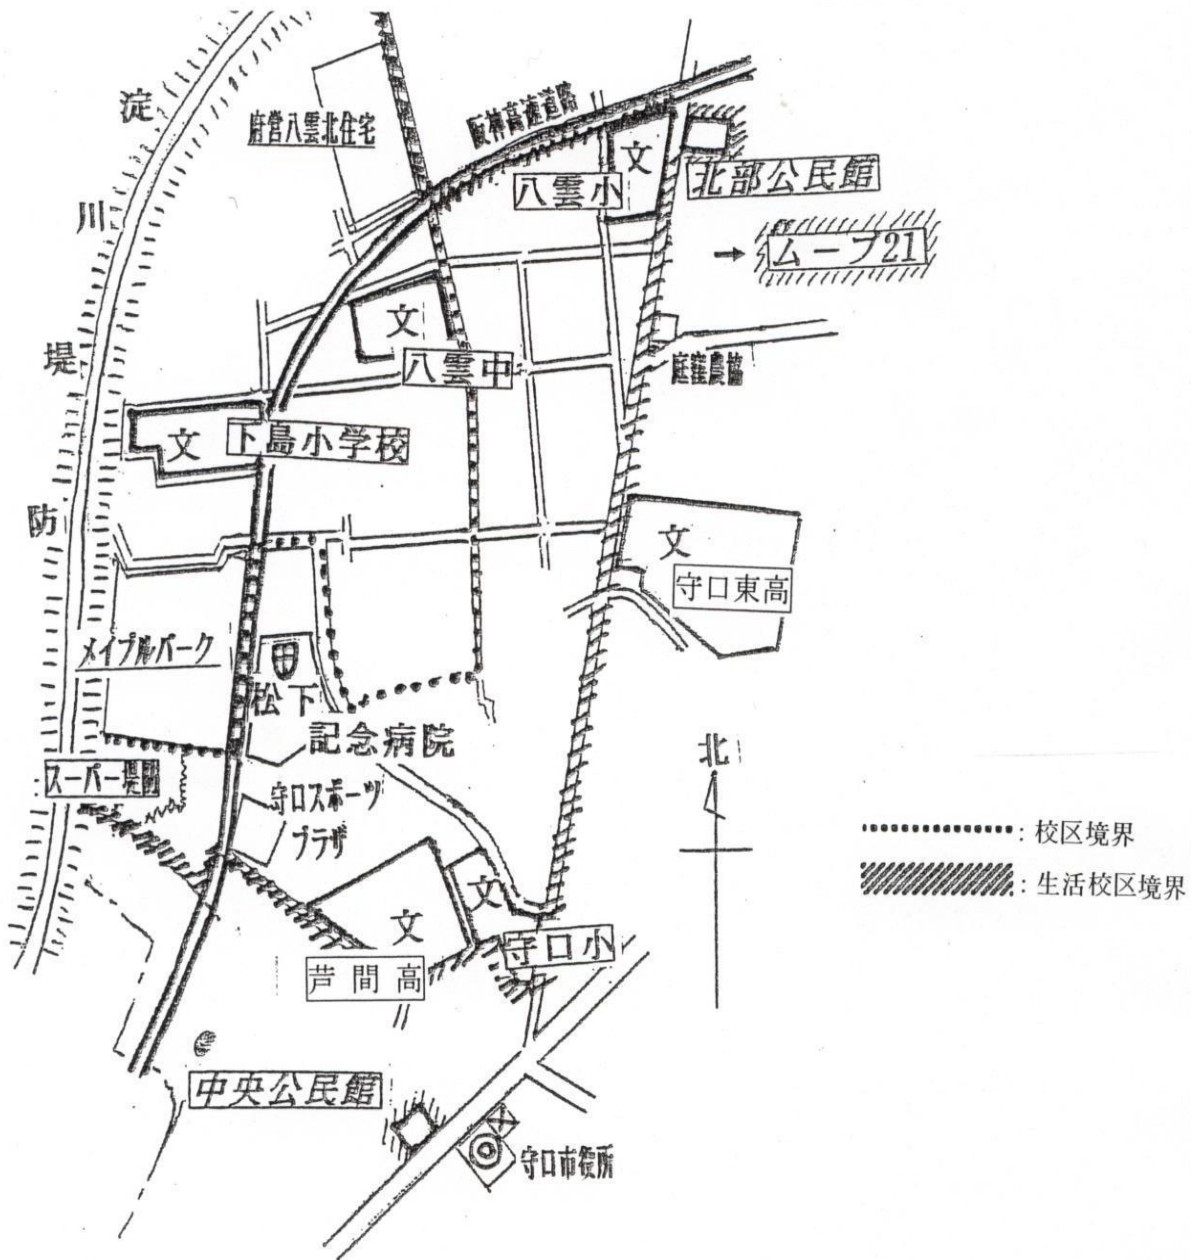 淀川堤防
府営八雲北住宅
阪神高速道路
文
八雲小
北部公民館
→ ムーブ21
文
八雲中
庭窪農協
文
下島小学校
文
守口東高
メイプルパーク
松下
記念病院
北
スーパー堤防
守口スポーツ
プラザ
：校区境界
：生活校区境界
文
守口小
文
芦間高
中央公民館
守口市役所